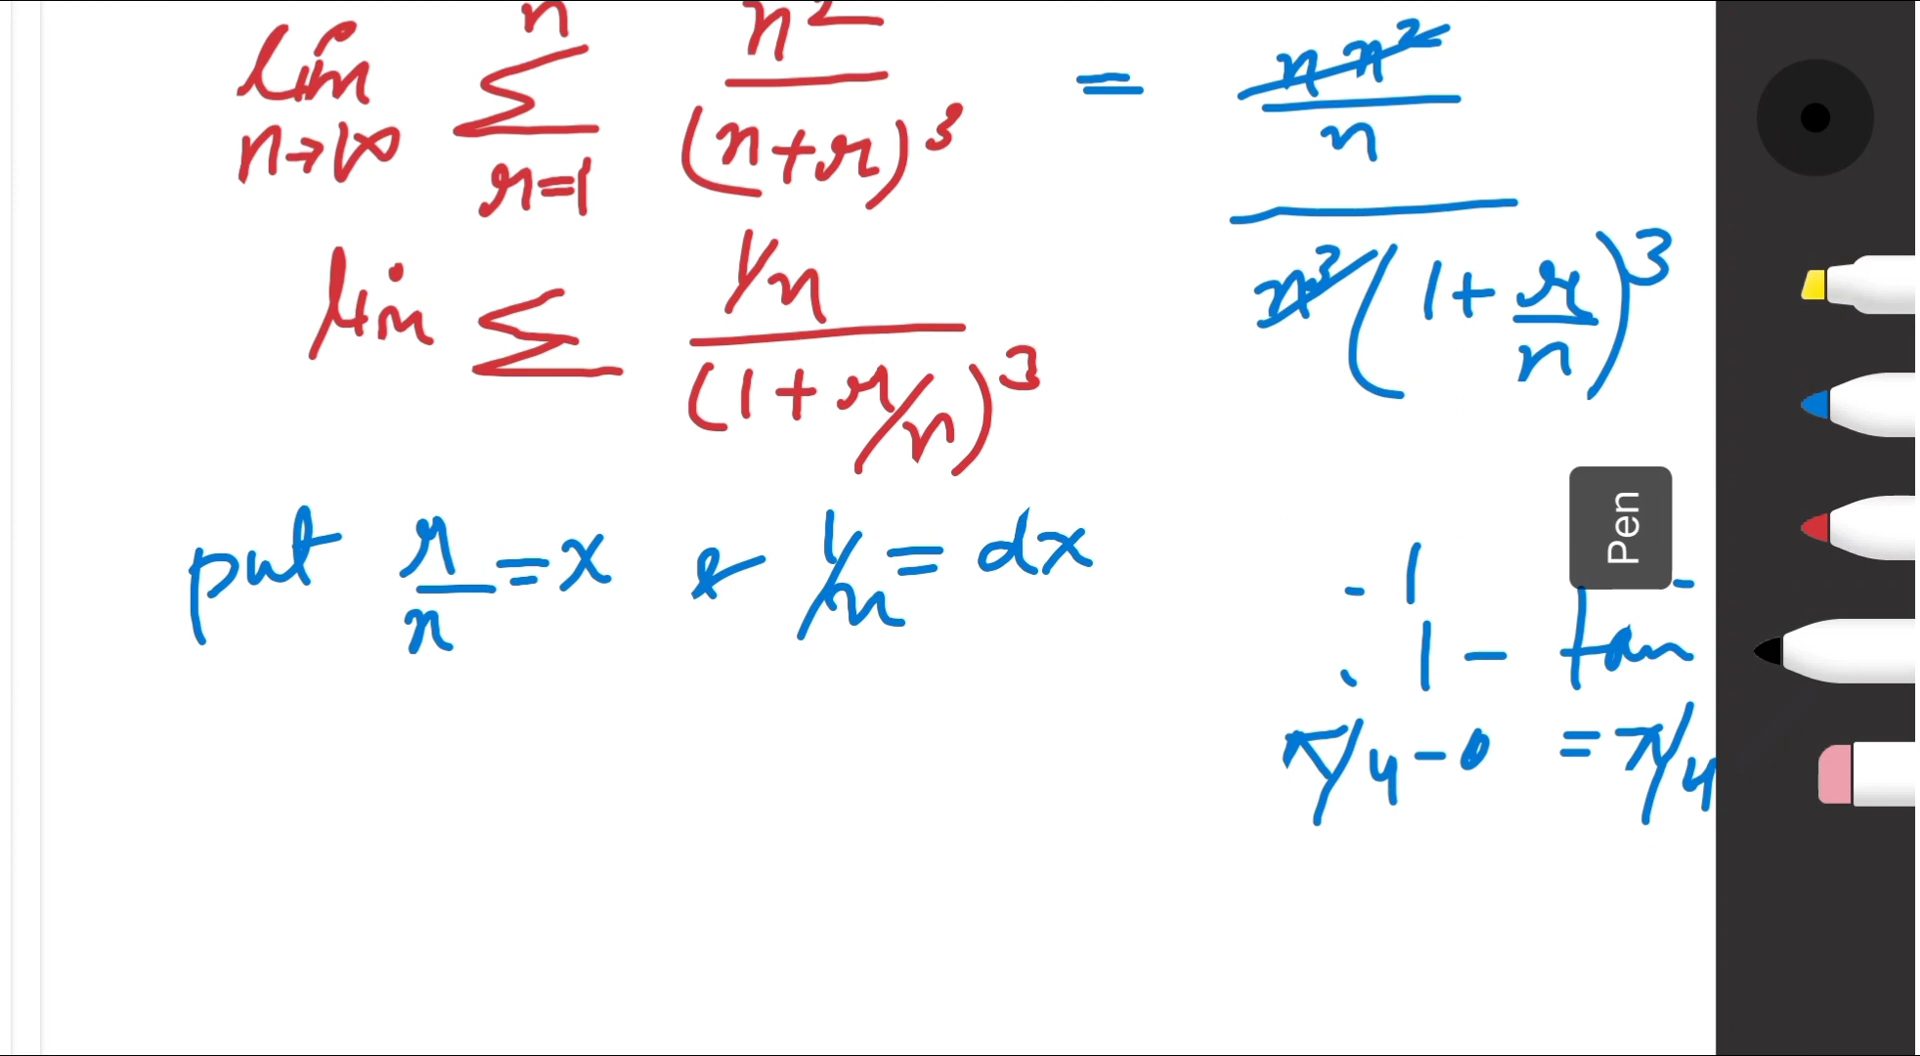 lim n→∞ n Σ r=1 n² / (n+r)³ = n n² / n / n³(1+r/n)³
lim Σ 1/n / (1+r/n)³
put r/n = x & 1/n = dx
- 1 -
. 1 - tan
π/4 - 0 = π/4
Pen